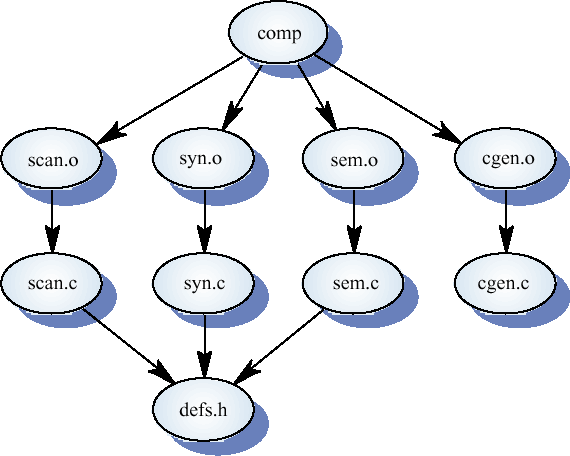 comp
scan.o
syn.o
sem.o
cgen.o
scan.c
syn.c
sem.c
cgen.c
defs.h